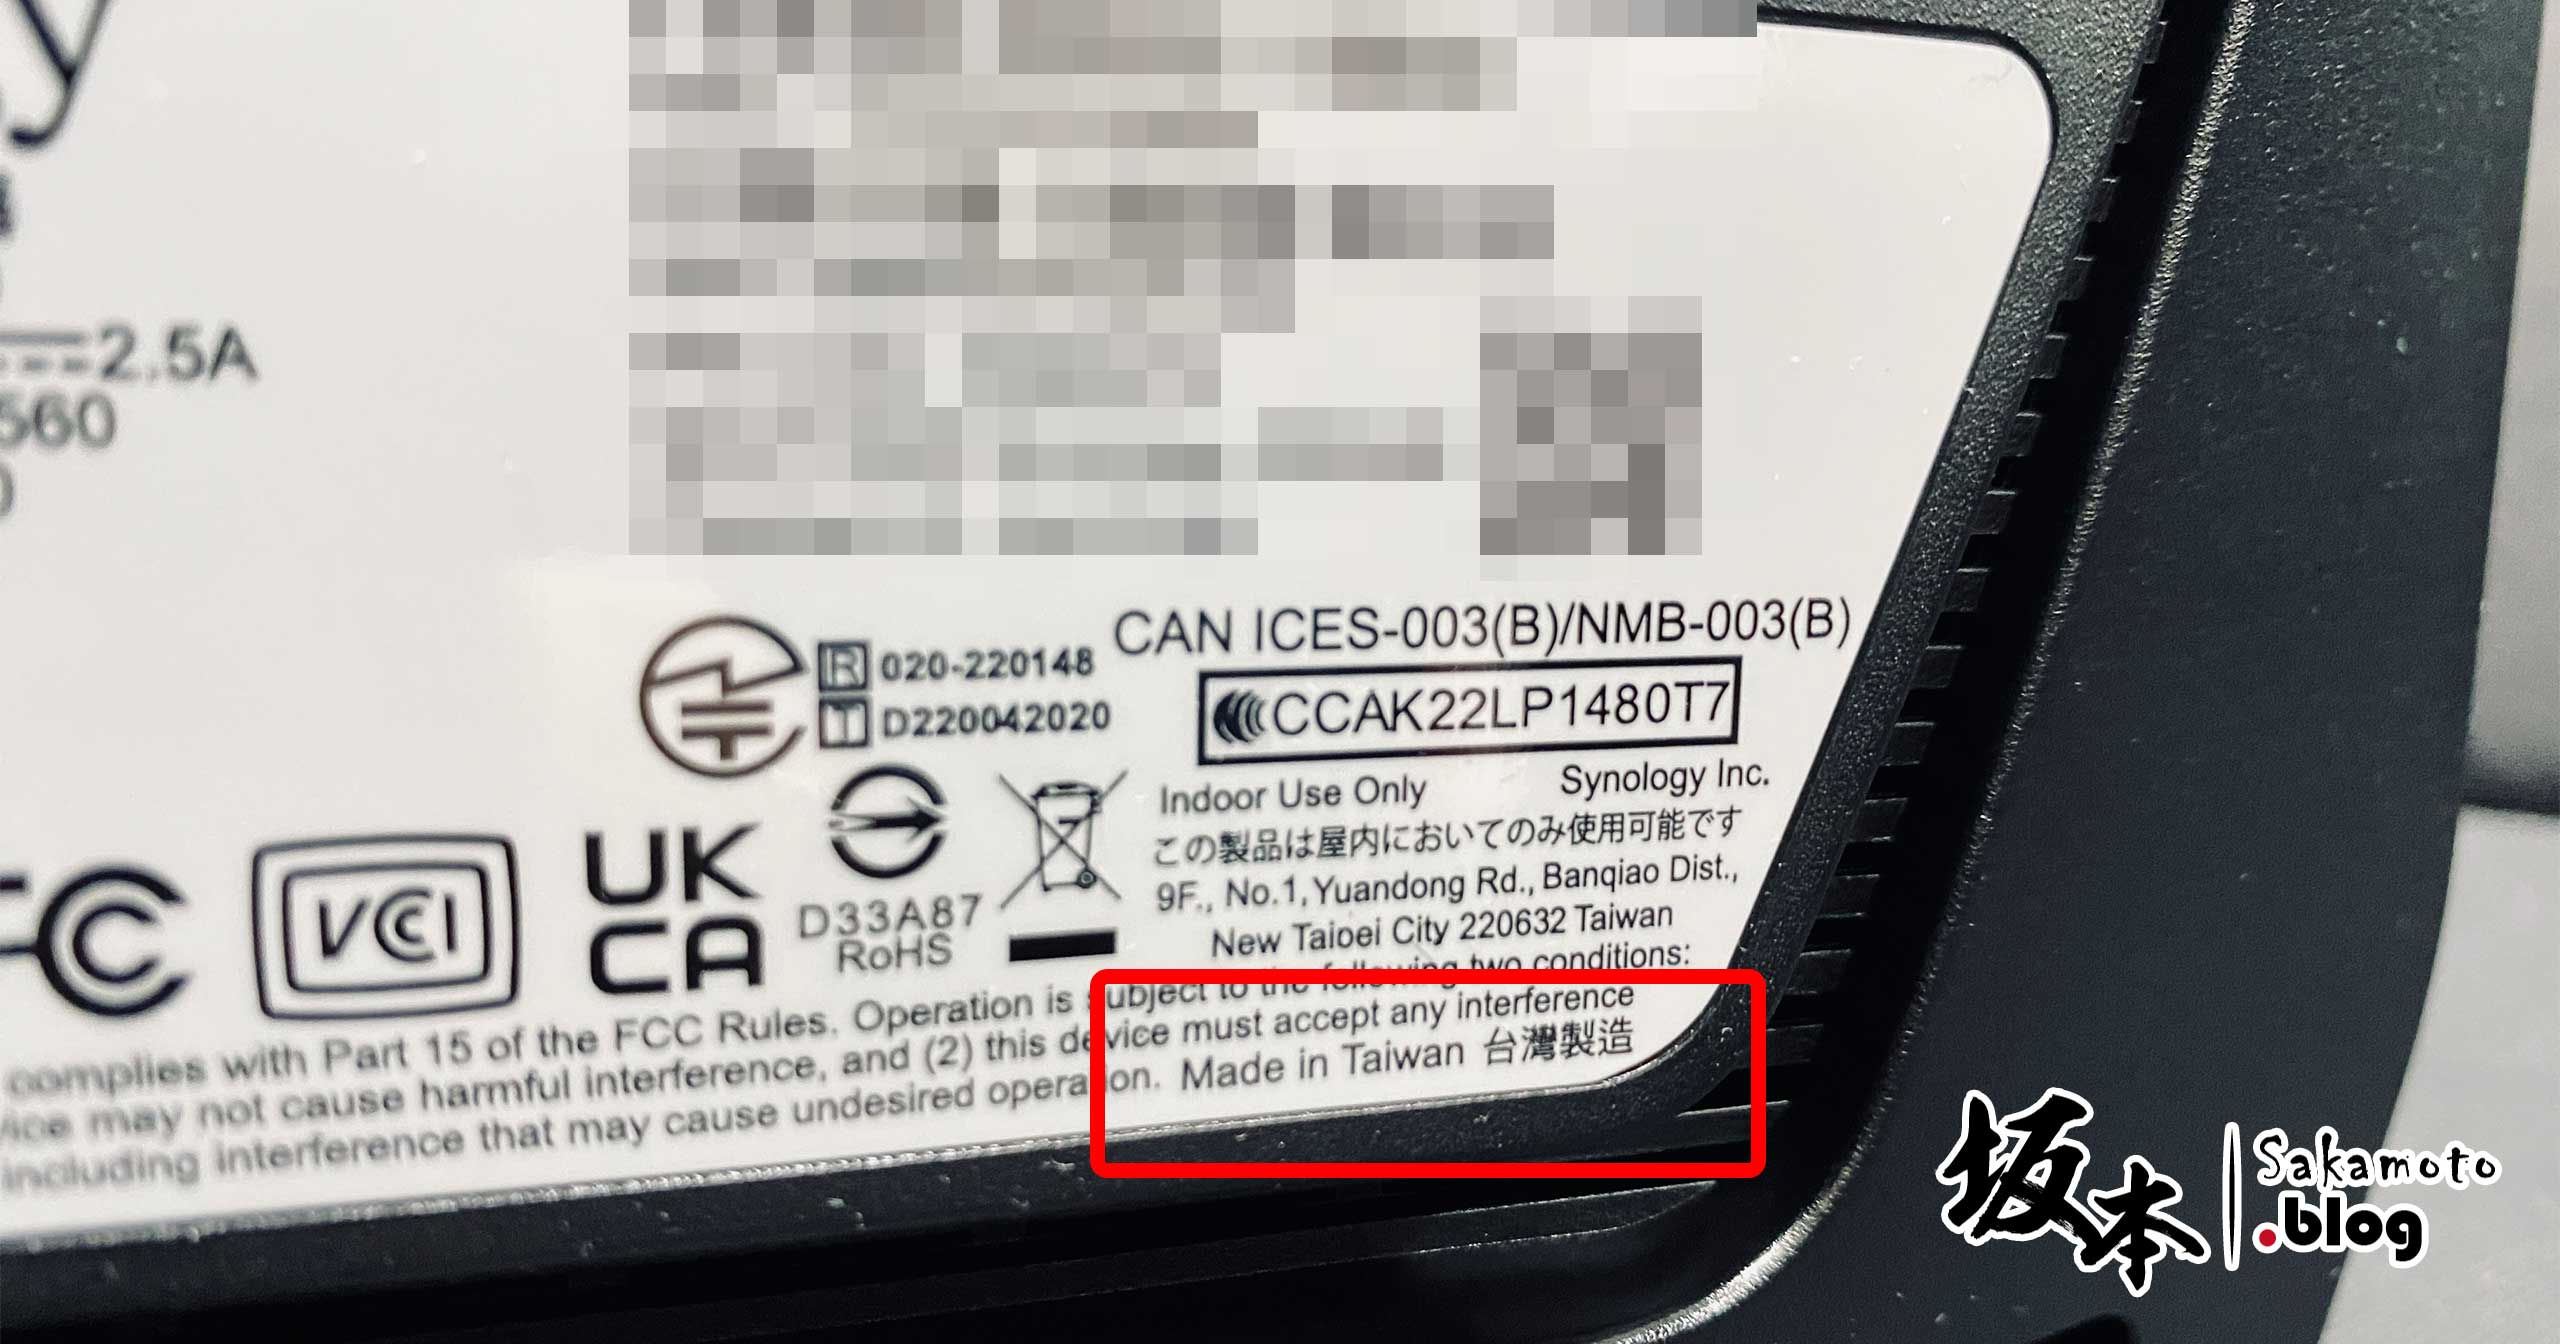 y
2.5A
560
0
R 020-220148
T D220042020
CAN ICES-003(B)/NMB-003(B)
CCAK22LP1480T7
Indoor Use Only Synology Inc.
この製品は屋内においてのみ使用可能です
9F., No.1, Yuandong Rd., Banqiao Dist.,
New Taipei City 220632 Taiwan
FC
VCCI
UK
CA
D33A87
RoHS
complies with Part 15 of the FCC Rules. Operation is subject to the following two conditions:
vice may not cause harmful interference, and (2) this device must accept any interference
including interference that may cause undesired operation. Made in Taiwan 台灣製造
坂本
Sakamoto
.blog